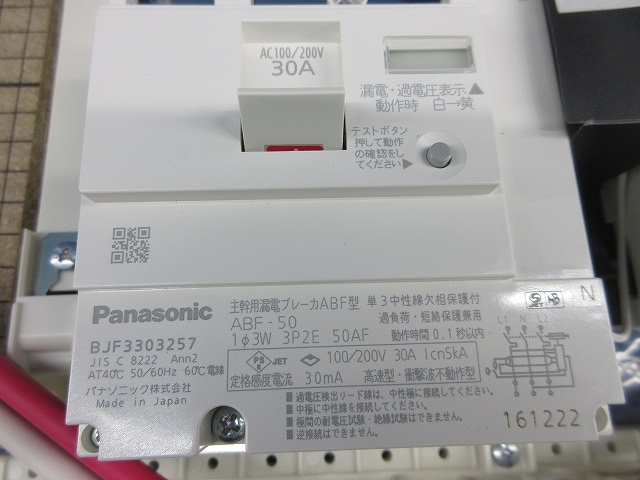 AC100/200V
30A
漏電・過電圧表示▲
動作時 白→黄
テストボタン
押して動作
の確認をし
てください▶
Panasonic
主幹用漏電ブレーカABF型 単3中性線欠相保護付
ABF-50
過負荷・短絡保護兼用
1φ3W 3P2E 50AF
動作時間0.1秒以内
BJF3303257
JIS C 8222 Ann2
AT40℃ 50/60Hz 60℃電線
パナソニック株式会社
Made in Japan
PS E JET
100/200V 30A Icn5kA
定格感度電流 30mA 高速型・衝撃波不動作型
■過電圧検出リード線は、中性極に接続してください。
■中極に中性線を接続してください。
■極間の耐電圧試験・絶縁試験はできません。
■逆接続はできません。
L1 N L2
N
161222